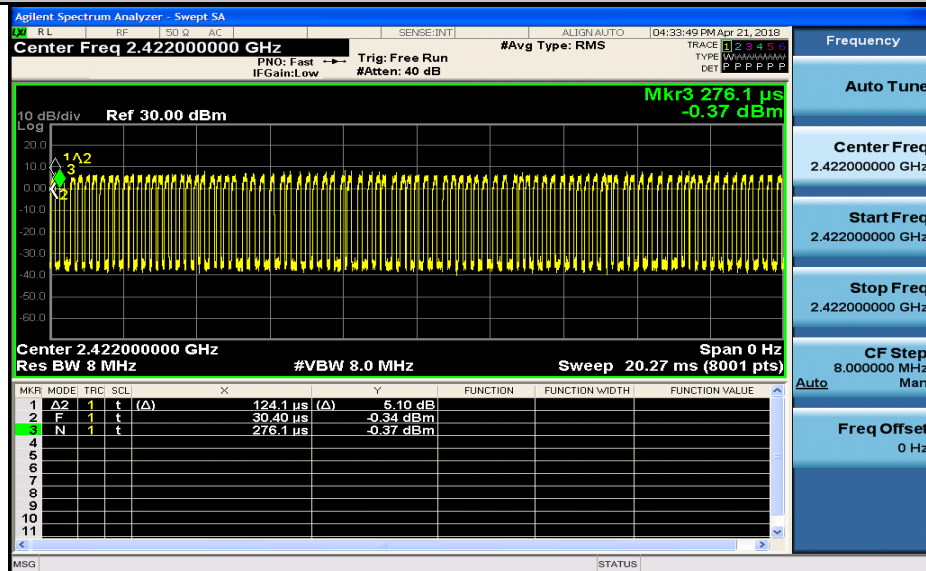 Agilent Spectrum Analyzer - Swept SA
LXI RL RF 50 Ω AC SENSE:INT ALIGN AUTO 04:33:49 PM Apr 21, 2018
Center Freq 2.422000000 GHz #Avg Type: RMS TRACE 1 2 3 4 5 6
PNO: Fast Trig: Free Run TYPE
IFGain:Low #Atten: 40 dB DET P P P P P P
Mkr3 276.1 µs
10 dB/div Ref 30.00 dBm -0.37 dBm
Log
20.0
1Δ2
10.0
3
0.00
2
-10.0
-20.0
-30.0
-40.0
-50.0
-60.0
Center 2.422000000 GHz Span 0 Hz
Res BW 8 MHz #VBW 8.0 MHz Sweep 20.27 ms (8001 pts)
MKR MODE TRC SCL X Y FUNCTION FUNCTION WIDTH FUNCTION VALUE
1 Δ2 1 t (Δ) 124.1 µs (Δ) 5.10 dB
2 F 1 t 30.40 µs -0.34 dBm
3 N 1 t 276.1 µs -0.37 dBm
4
5
6
7
8
9
10
11
MSG STATUS
Frequency
Auto Tune
Center Freq
2.422000000 GHz
Start Freq
2.422000000 GHz
Stop Freq
2.422000000 GHz
CF Step
8.000000 MHz
Auto Man
Freq Offset
0 Hz